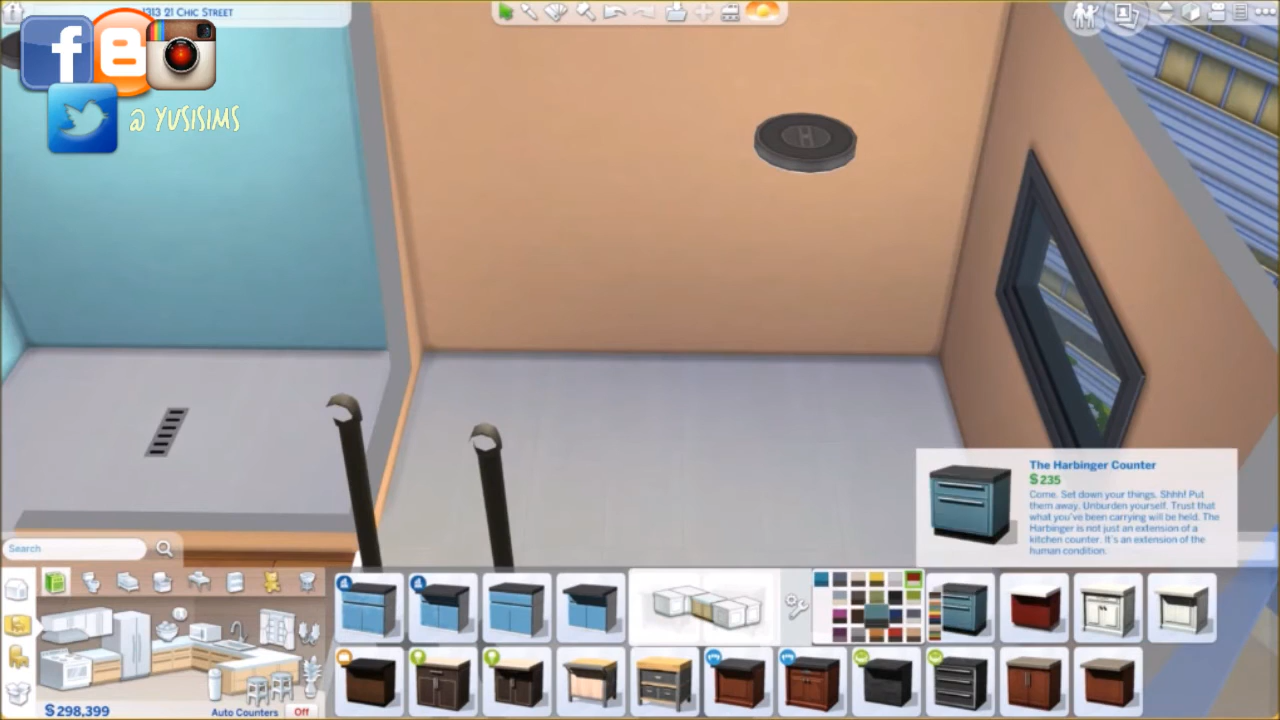 1313 21 CHIC STREET
@ YUSISIMS
The Harbinger Counter
$235
Come. Set down your things. Shhh! Put
them away. Unburden yourself. Trust that
what you've been carrying will be held. The
Harbinger is not just an extension of a
kitchen counter. It's an extension of the
human condition.
Search
$298,399
Auto Counters Off